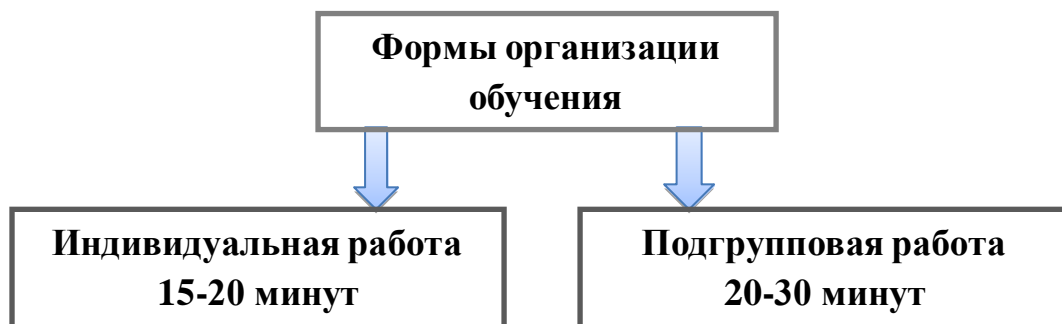 Формы организации
обучения
Индивидуальная работа
15-20 минут
Подгрупповая работа
20-30 минут